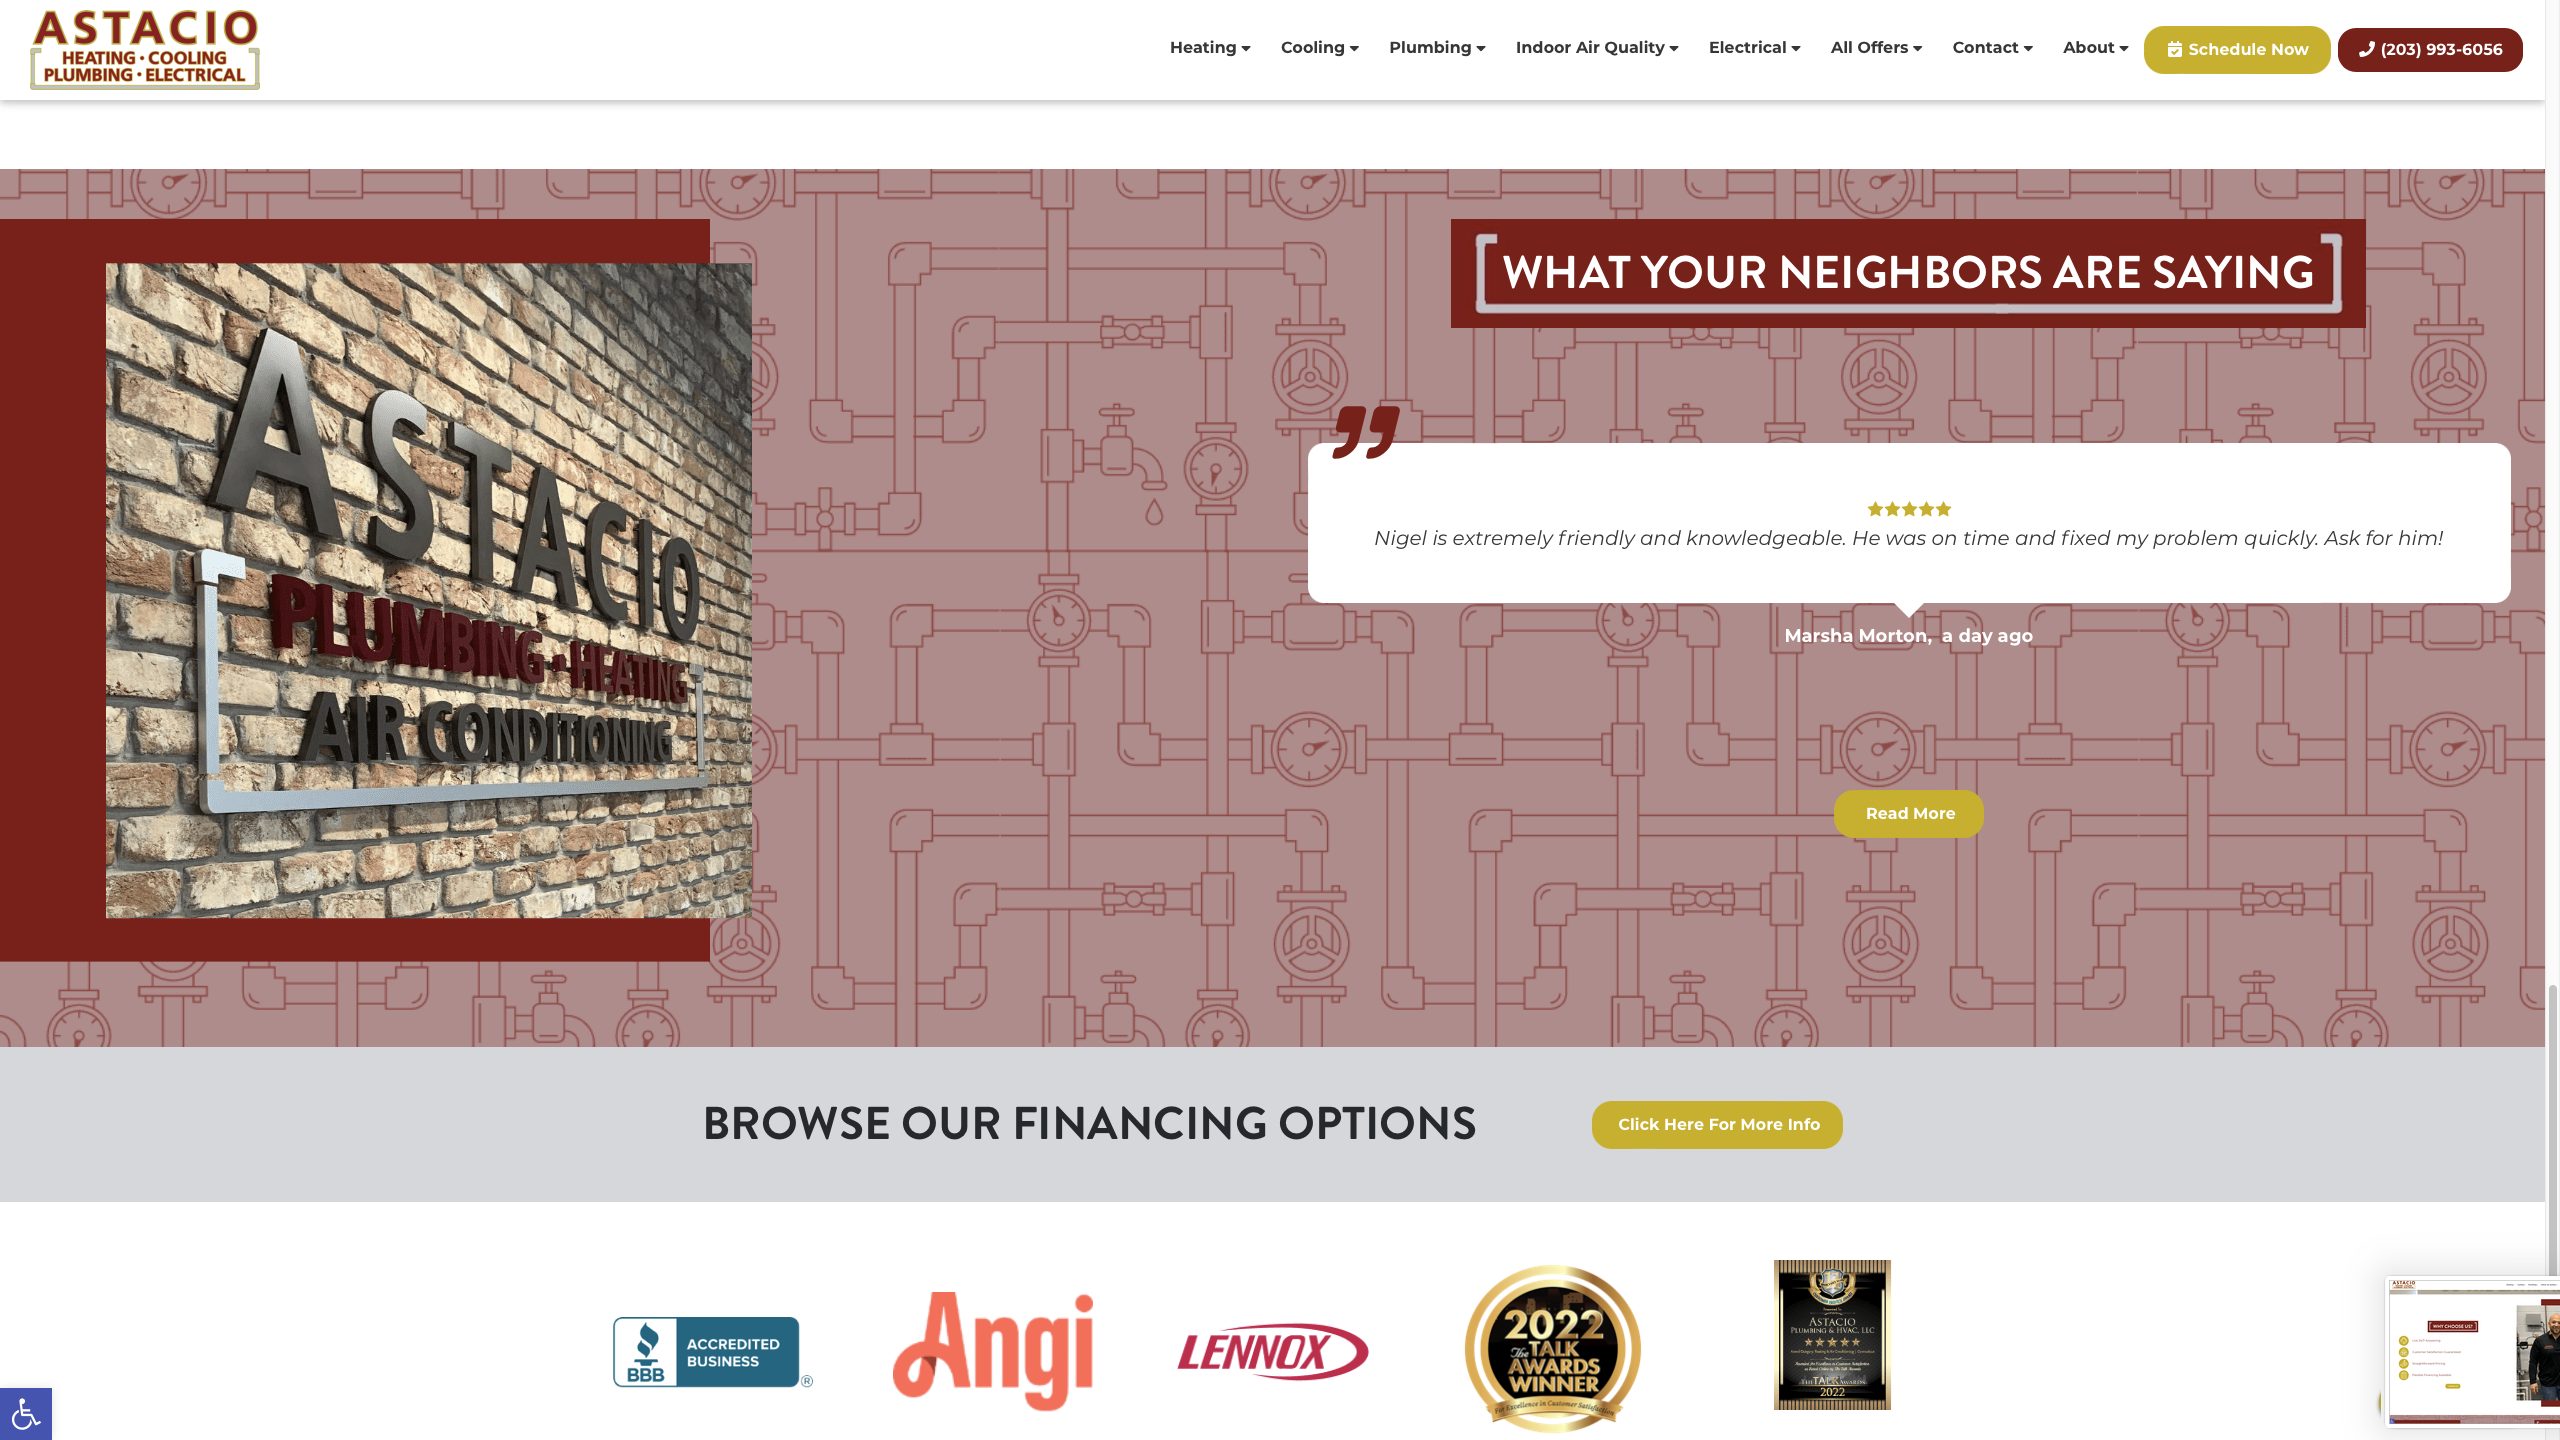 ASTACIO
HEATING · COOLING
PLUMBING · ELECTRICAL
Heating
Cooling
Plumbing
Indoor Air Quality
Electrical
All Offers
Contact
About
Schedule Now
(203) 993-6056
WHAT YOUR NEIGHBORS ARE SAYING
ASTACIO
PLUMBING · HEATING
AIR CONDITIONING
Nigel is extremely friendly and knowledgeable. He was on time and fixed my problem quickly. Ask for him!
Marsha Morton, a day ago
Read More
BROWSE OUR FINANCING OPTIONS
Click Here For More Info
BBB
ACCREDITED
BUSINESS
®
Angi
LENNOX
2022
The TALK
AWARDS
WINNER
For Excellence in Customer Satisfaction
ASTACIO
PLUMBING & HVAC, LLC
THE TALK AWARDS
2022
ASTACIO
WHY CHOOSE US?